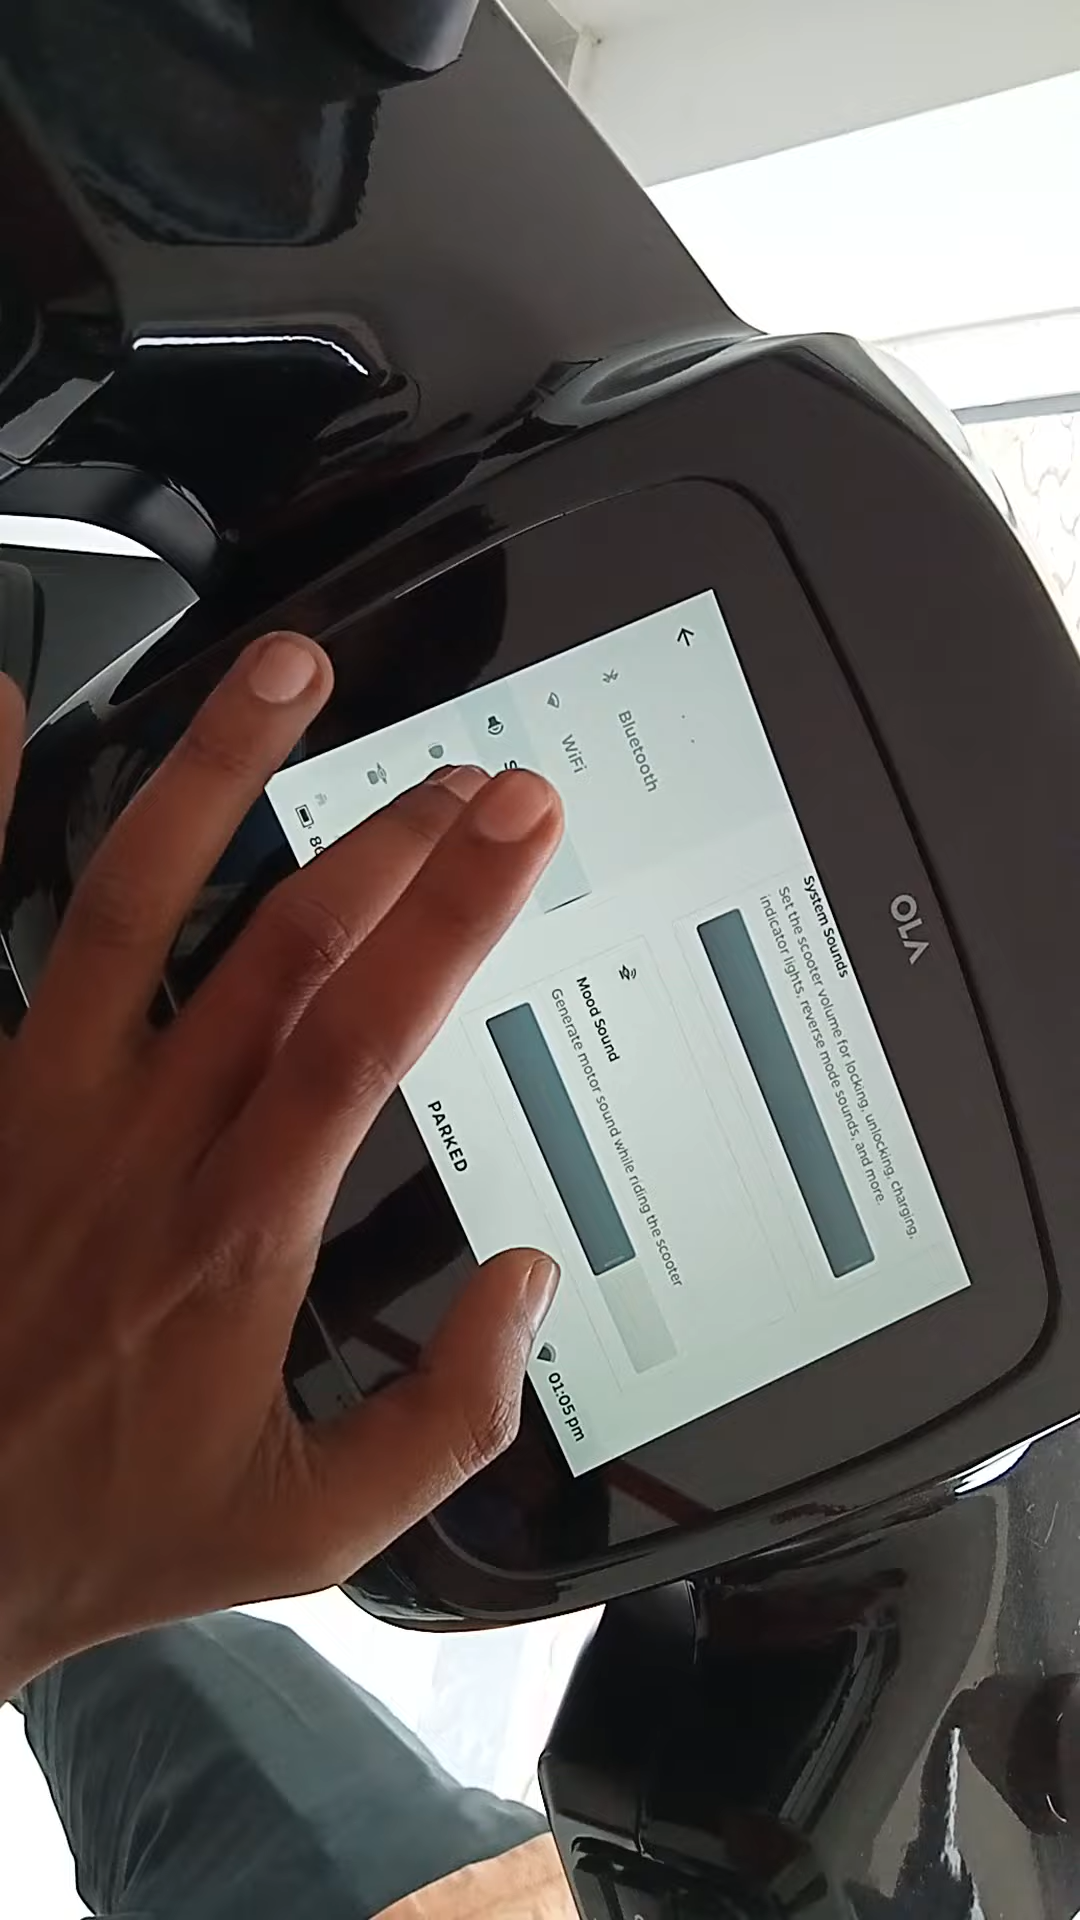 OLA
Bluetooth
WiFi
System Sounds
Set the scooter volume for locking, unlocking, charging,
indicator lights, reverse mode sounds, and more.
Mood Sound
Generate motor sound while riding the scooter
PARKED
01:05 pm